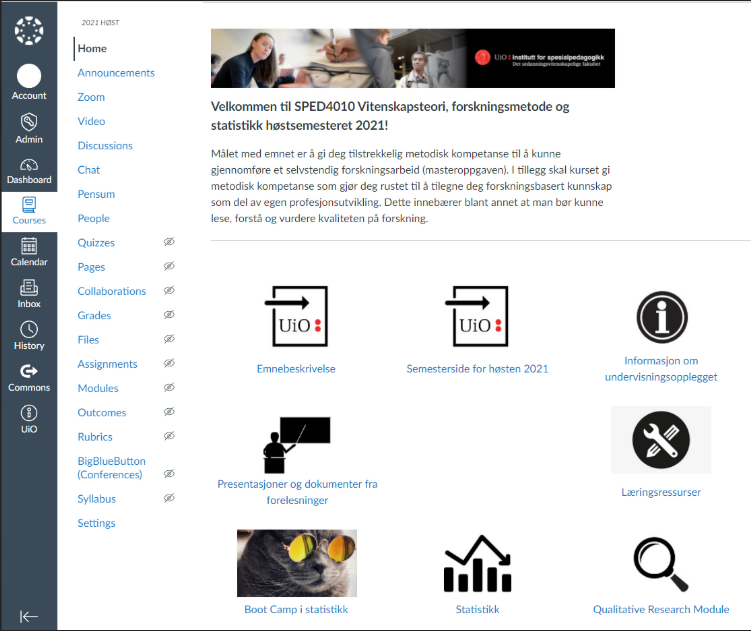 Account
Admin
Dashboard
Courses
Calendar
Inbox
History
Commons
UiO
2021 HØST
Home
Announcements
Zoom
Video
Discussions
Chat
Pensum
People
Quizzes
Pages
Collaborations
Grades
Files
Assignments
Modules
Outcomes
Rubrics
BigBlueButton
(Conferences)
Syllabus
Settings
UiO : Institutt for spesialpedagogikk
Det utdanningsvitenskapelige fakultet
Velkommen til SPED4010 Vitenskapsteori, forskningsmetode og
statistikk høstsemesteret 2021!
Målet med emnet er å gi deg tilstrekkelig metodisk kompetanse til å kunne
gjennomføre et selvstendig forskningsarbeid (masteroppgaven). I tillegg skal kurset gi
metodisk kompetanse som gjør deg rustet til å tilegne deg forskningsbasert kunnskap
som del av egen profesjonsutvikling. Dette innebærer blant annet at man bør kunne
lese, forstå og vurdere kvaliteten på forskning.
UiO :
Emnebeskrivelse
UiO :
Semesterside for høsten 2021
Informasjon om
undervisningsopplegget
Presentasjoner og dokumenter fra
forelesninger
Læringsressurser
Boot Camp i statistikk
Statistikk
Qualitative Research Module